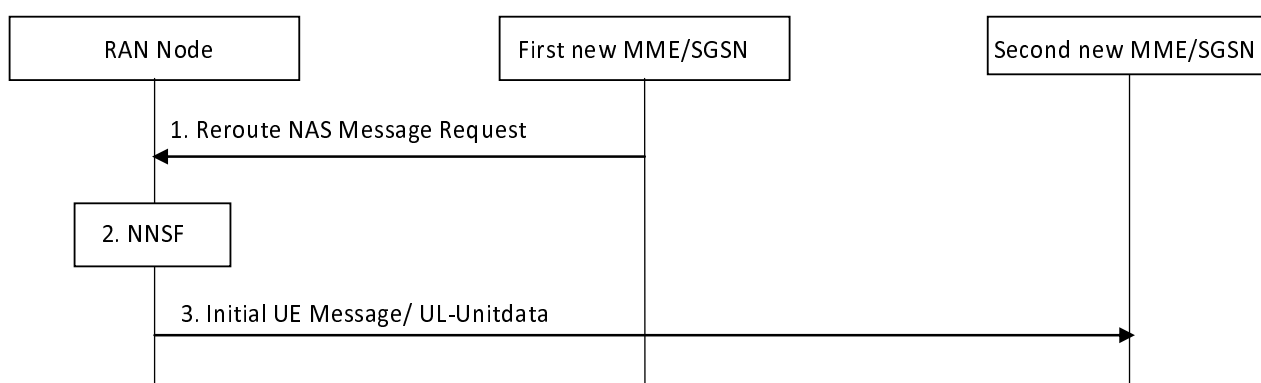 RAN Node
First new MME/SGSN
Second new MME/SGSN
1. Reroute NAS Message Request
2. NNSF
3. Initial UE Message/ UL-Unitdata